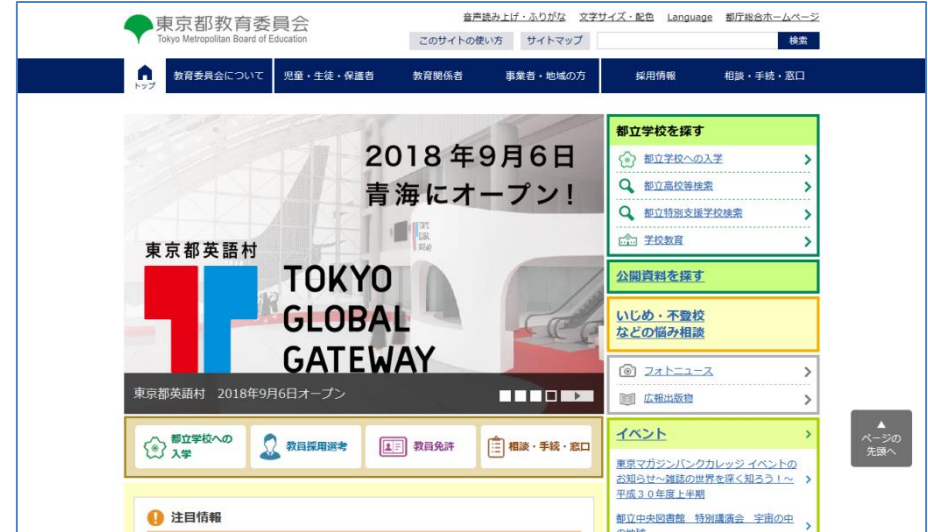 東京都教育委員会
Tokyo Metropolitan Board of Education
音声読み上げ・ふりがな 文字サイズ・配色 Language 都庁総合ホームページ
このサイトの使い方 サイトマップ 検索
トップ
教育委員会について 児童・生徒・保護者 教育関係者 事業者・地域の方 採用情報 相談・手続・窓口
2018年9月6日
青海にオープン!
東京都英語村
TOKYO
GLOBAL
GATEWAY
東京都英語村 2018年9月6日オープン
都立学校への
入学
教員採用選考
教員免許
相談・手続・窓口
注目情報
都立学校を探す
都立学校への入学
都立高校等検索
都立特別支援学校検索
学校教育
公開資料を探す
いじめ・不登校
などの悩み相談
フォトニュース
広報出版物
イベント
東京マガジンバンクカレッジ イベントの
お知らせ~雑誌の世界を深く知ろう!~
平成30年度上半期
都立中央図書館 特別講演会 宇宙の中
▲
ページの
先頭へ